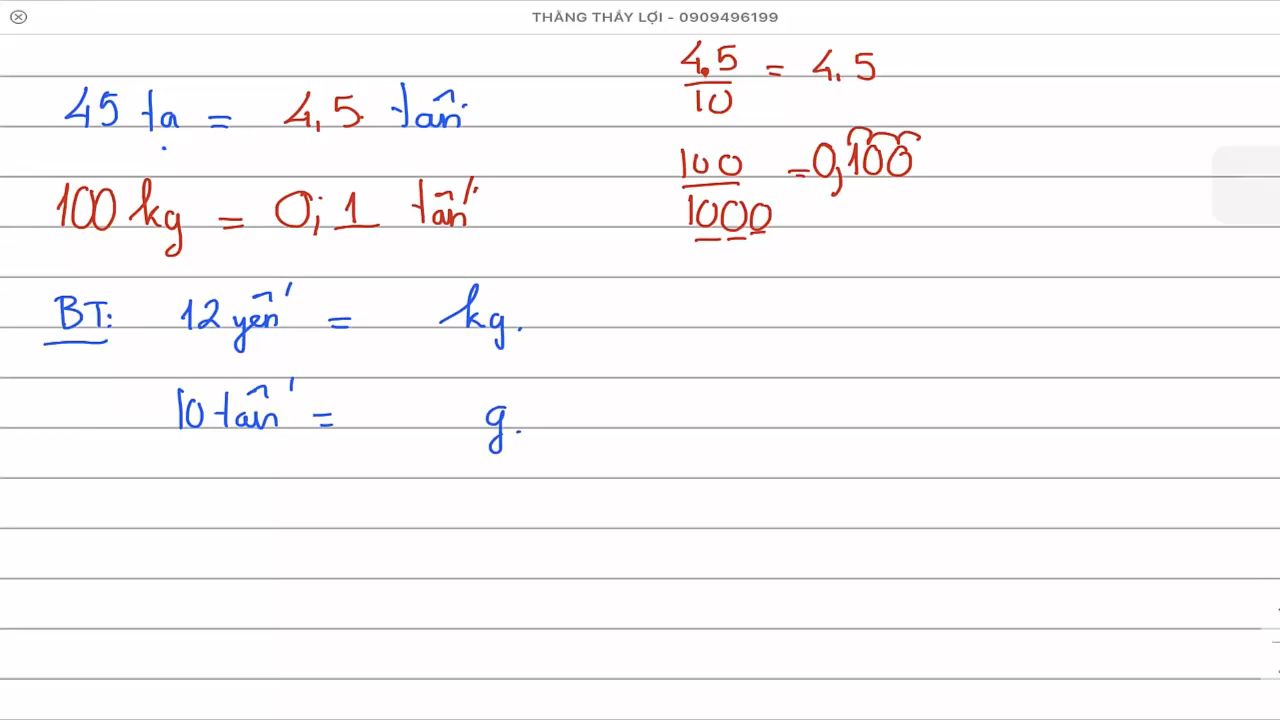 THẰNG THẦY LỢI - 0909496199
45 tạ = 4,5 tấn
4,5/10 = 4,5
100 kg = 0,1 tấn
100/1000 = 0,100
BT: 12 yến = kg.
10 tấn = g.